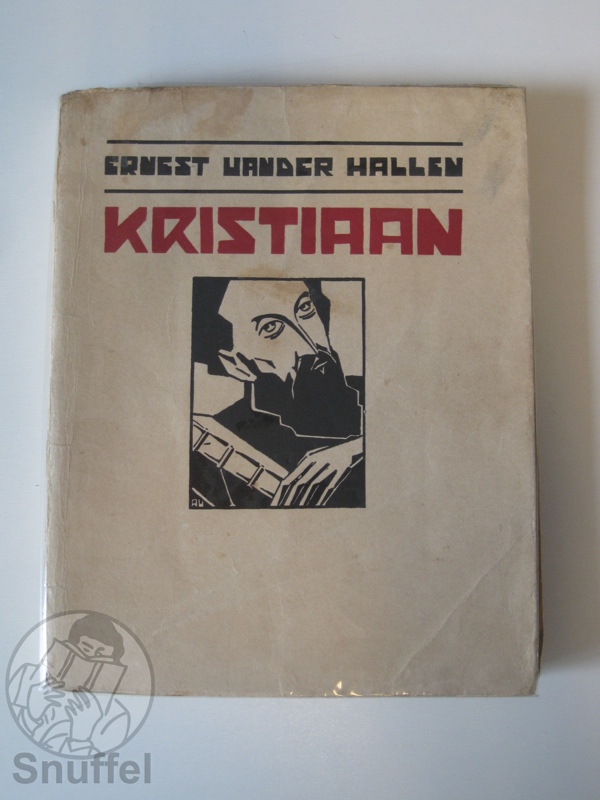 ERNEST VANDER HALLEN
KRISTIAAN
AV
Snuffel